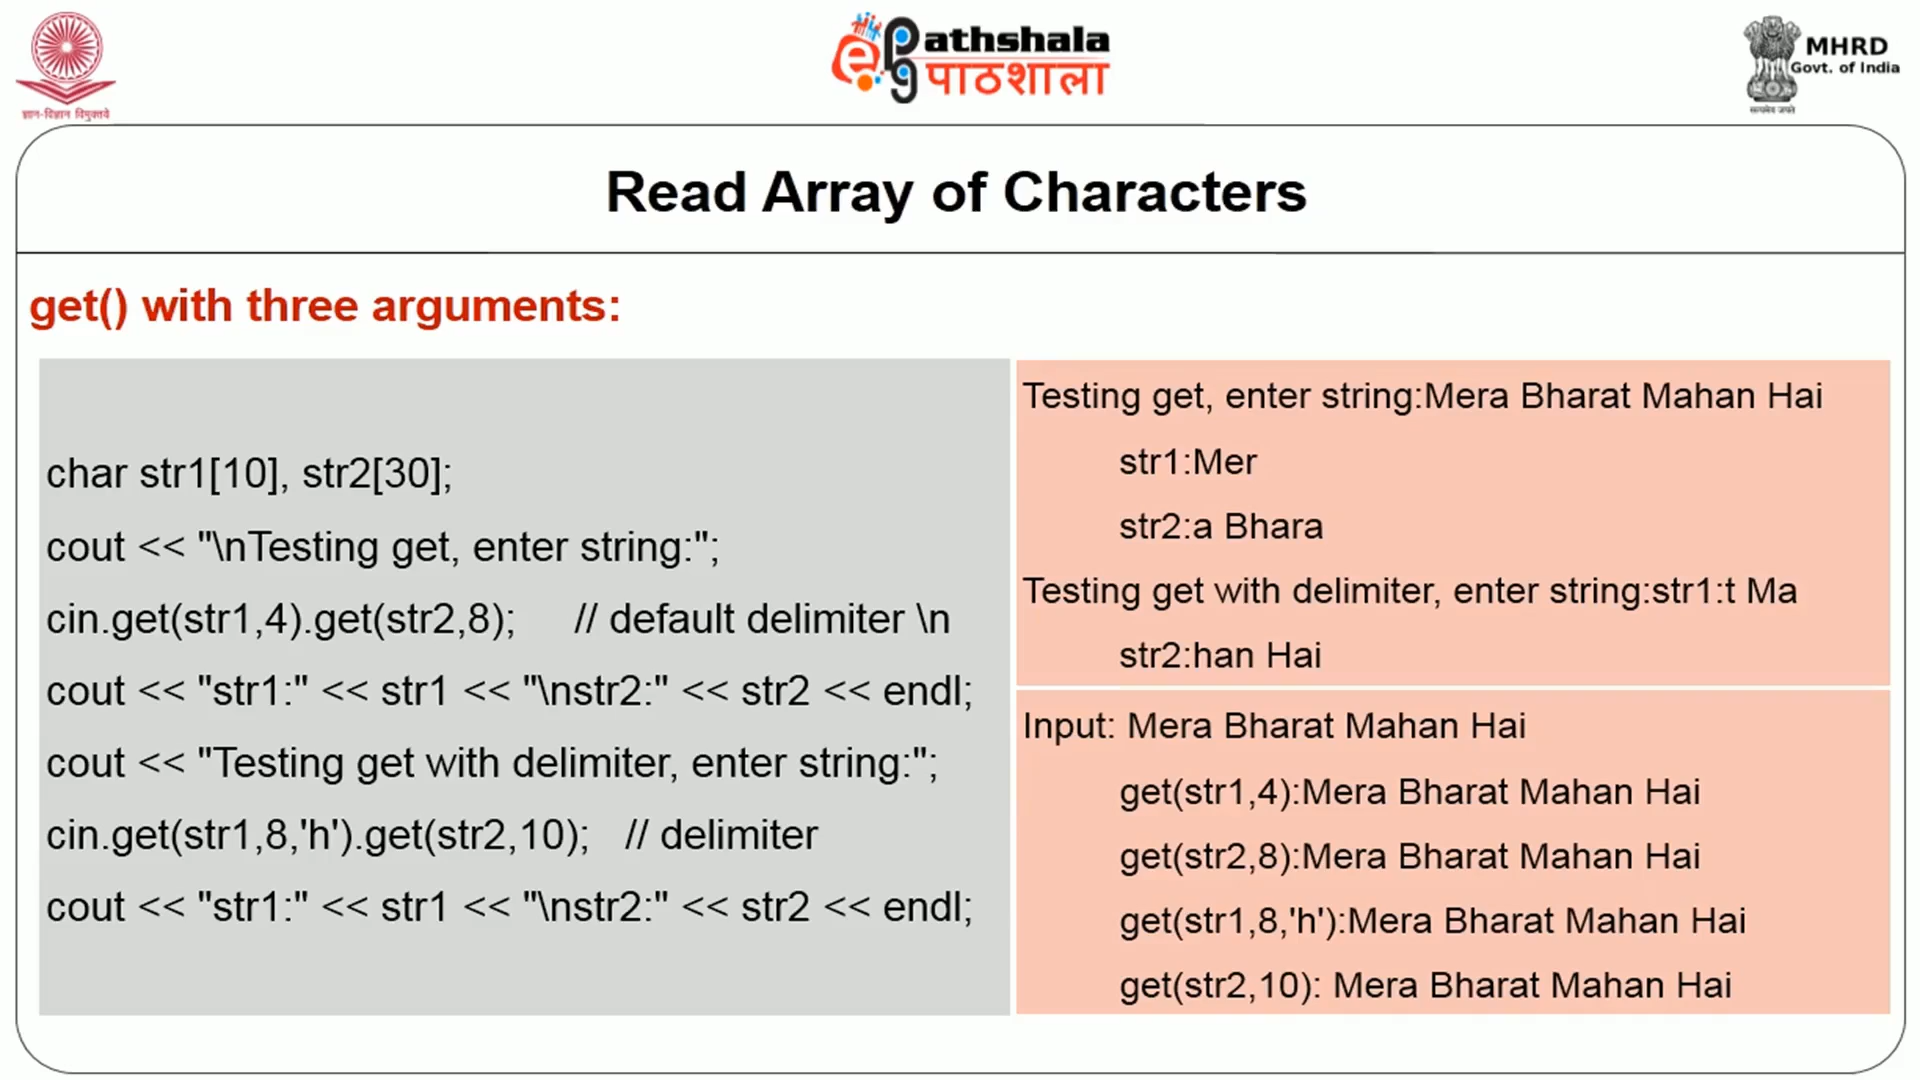 ज्ञान-विज्ञान विमुक्तये
Pathshala
पाठशाला
MHRD
Govt. of India
सत्यमेव जयते
Read Array of Characters
get() with three arguments:
char str1[10], str2[30];
cout << "\nTesting get, enter string:";
cin.get(str1,4).get(str2,8); // default delimiter \n
cout << "str1:" << str1 << "\nstr2:" << str2 << endl;
cout << "Testing get with delimiter, enter string:";
cin.get(str1,8,'h').get(str2,10); // delimiter
cout << "str1:" << str1 << "\nstr2:" << str2 << endl;
Testing get, enter string:Mera Bharat Mahan Hai
str1:Mer
str2:a Bhara
Testing get with delimiter, enter string:str1:t Ma
str2:han Hai
Input: Mera Bharat Mahan Hai
get(str1,4):Mera Bharat Mahan Hai
get(str2,8):Mera Bharat Mahan Hai
get(str1,8,'h'):Mera Bharat Mahan Hai
get(str2,10): Mera Bharat Mahan Hai